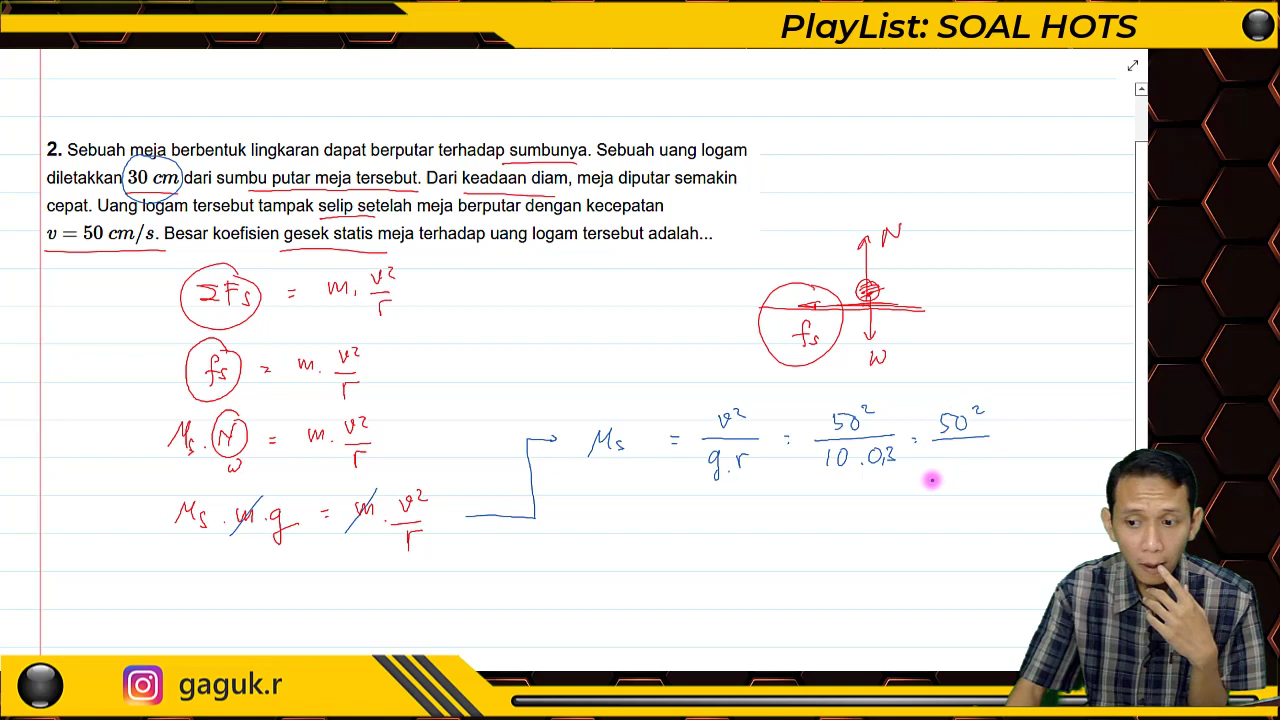 PlayList: SOAL HOTS
2. Sebuah meja berbentuk lingkaran dapat berputar terhadap sumbunya. Sebuah uang logam
diletakkan 30 cm dari sumbu putar meja tersebut. Dari keadaan diam, meja diputar semakin
cepat. Uang logam tersebut tampak selip setelah meja berputar dengan kecepatan
v = 50 cm/s. Besar koefisien gesek statis meja terhadap uang logam tersebut adalah...
ΣFs = m. v²/r
fs = m. v²/r
μs . N = m. v²/r
w
μs . m . g = m . v²/r
N
fs
w
μs = v²/g.r = 50²/10 . 0,3 = 50²
gaguk.r